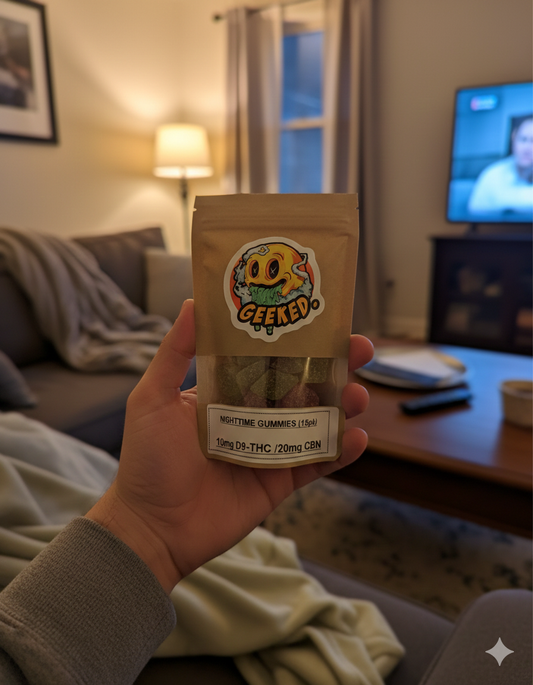 GEEKED
NIGHTTIME GUMMIES (15pk)
10mg D9-THC /20mg CBN